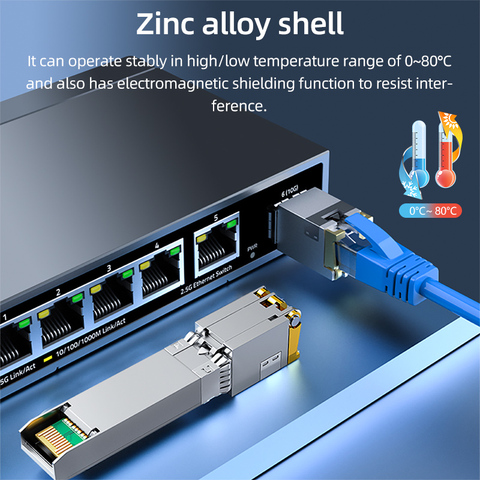 Zinc alloy shell
It can operate stably in high/low temperature range of 0~80℃
and also has electromagnetic shielding function to resist inter-
ference.
0°C~ 80°C
6 (10G)
5
4
3
2
PWR
2.5G Ethernet Switch
10/100/1000M Link/Act
5G Link/Act